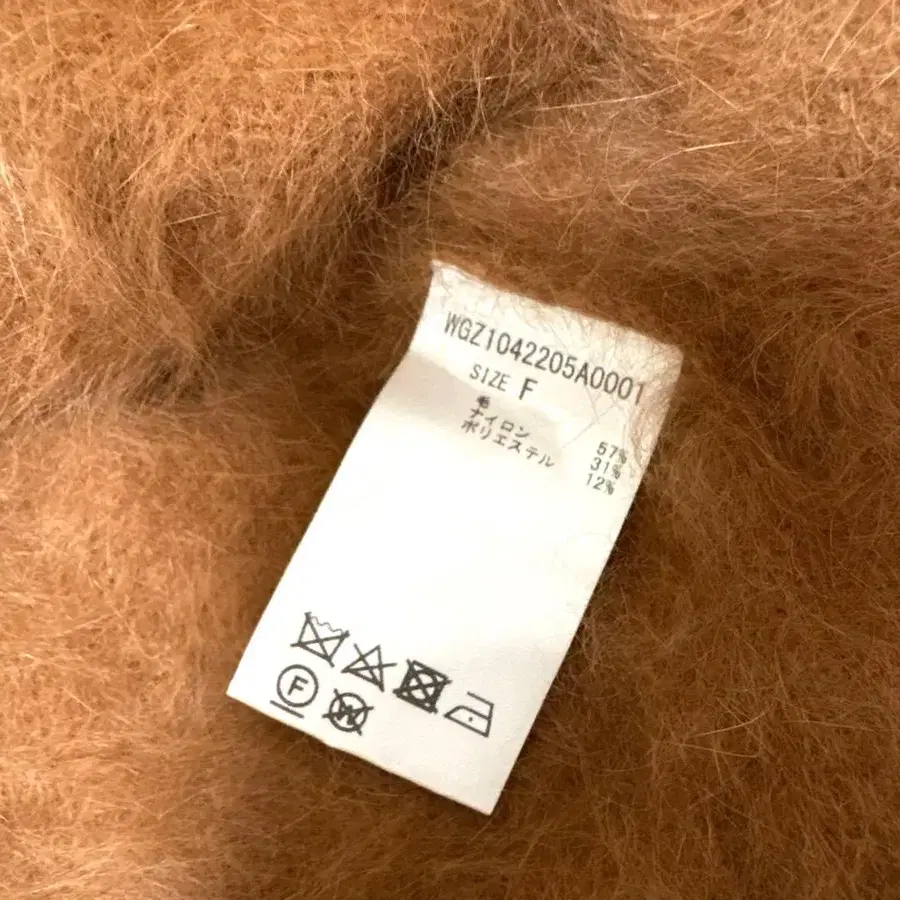 WGZ1042205A0001
SIZE F
毛 57%
ナイロン 31%
ポリエステル 12%
F
W